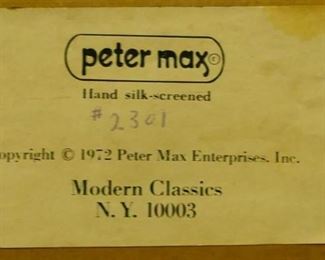 peter max©
Hand silk-screened
#2301
opyright © 1972 Peter Max Enterprises. Inc.
Modern Classics
N. Y. 10003